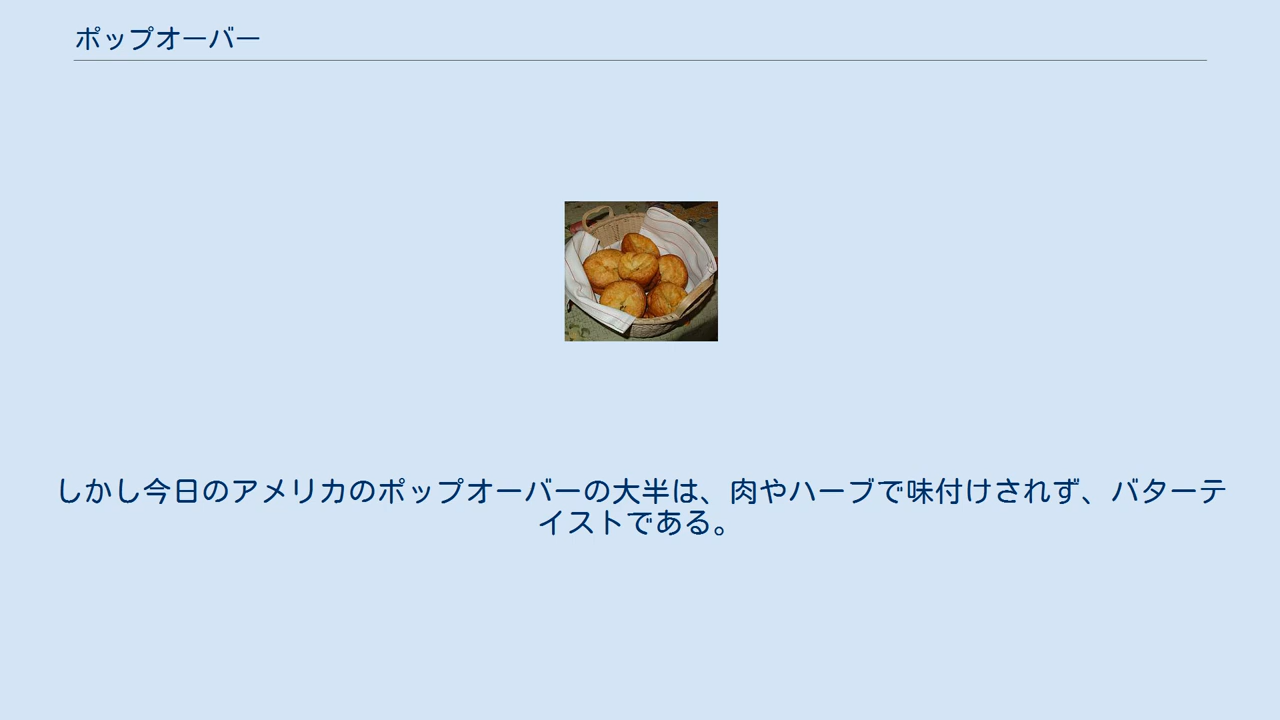 ポップオーバー
しかし今日のアメリカのポップオーバーの大半は、肉やハーブで味付けされず、バターテ
イストである。